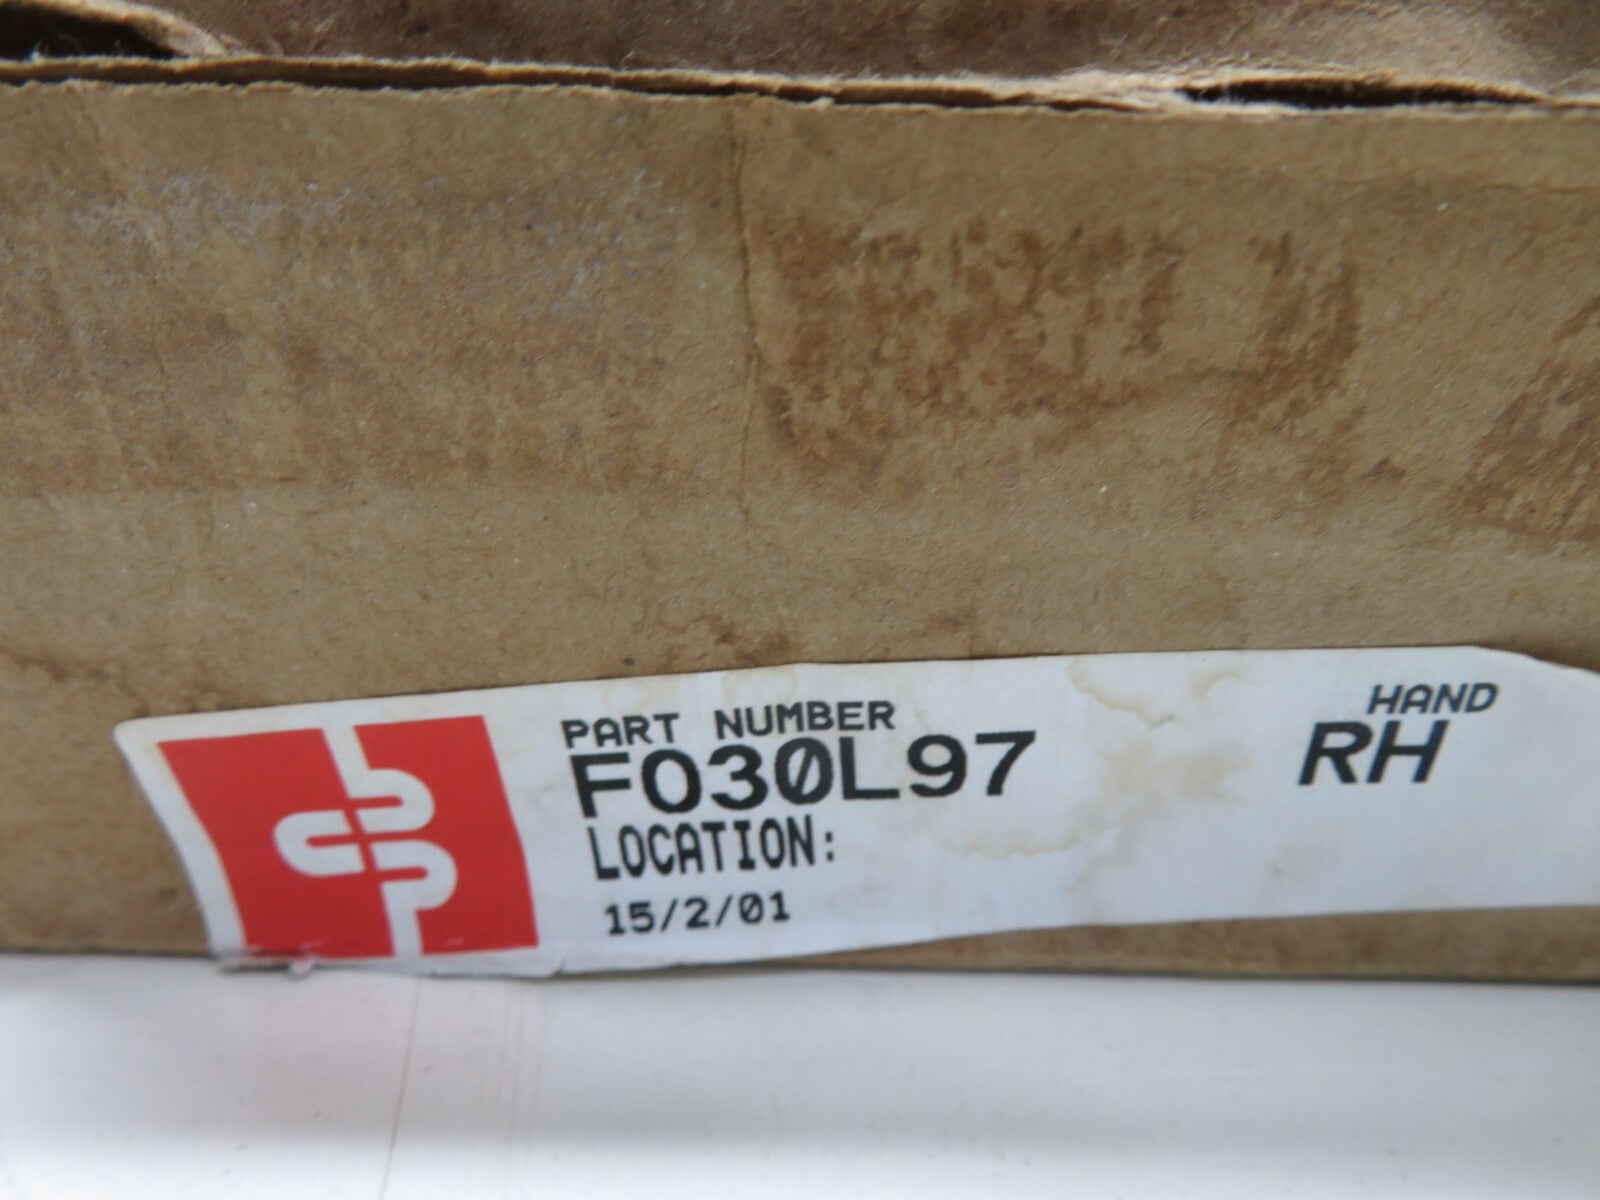 PART NUMBER
F030L97
HAND
RH
LOCATION:
15/2/01